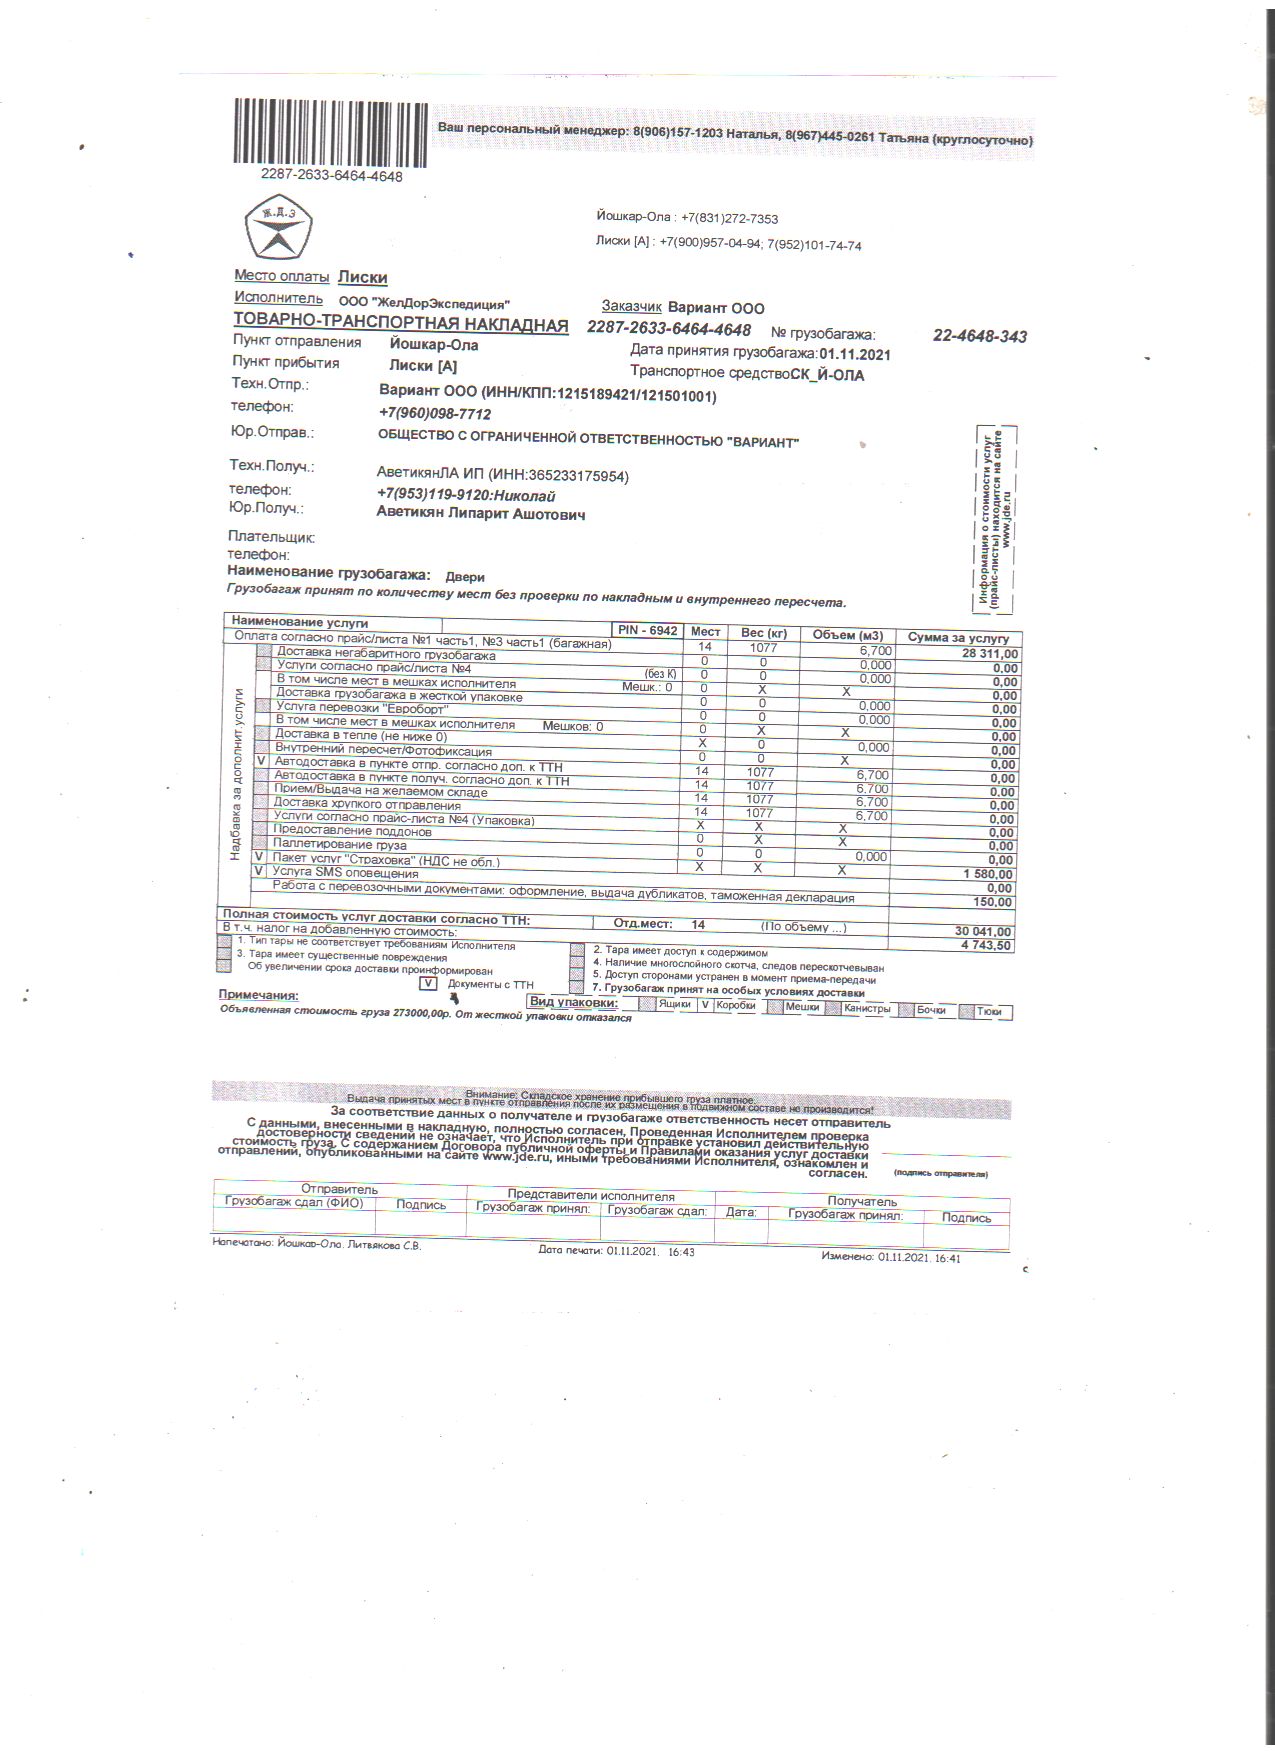 Ваш персональный менеджер: 8(906)157-1203 Наталья, 8(967)445-0261 Татьяна (круглосуточно)
2287-2633-6464-4648
Ж.Д.Э
Йошкар-Ола : +7(831)272-7353
Лиски [А] : +7(900)957-04-94; 7(952)101-74-74
Место оплаты Лиски
Исполнитель ООО "ЖелДорЭкспедиция" Заказчик Вариант ООО
ТОВАРНО-ТРАНСПОРТНАЯ НАКЛАДНАЯ 2287-2633-6464-4648 № грузобагажа: 22-4648-343
Пункт отправления Йошкар-Ола Дата принятия грузобагажа:01.11.2021
Пункт прибытия Лиски [А] Транспортное средствоСК_Й-ОЛА
Техн.Отпр.: Вариант ООО (ИНН/КПП:1215189421/121501001)
телефон: +7(960)098-7712
Юр.Отправ.: ОБЩЕСТВО С ОГРАНИЧЕННОЙ ОТВЕТСТВЕННОСТЬЮ "ВАРИАНТ"
Техн.Получ.: АветикянЛА ИП (ИНН:365233175954)
телефон: +7(953)119-9120:Николай
Юр.Получ.: Аветикян Липарит Ашотович
Плательщик:
телефон:
Информация о стоимости услуг
(прайс-листы) находится на сайте
www.jde.ru
Наименование грузобагажа: Двери
Грузобагаж принят по количеству мест без проверки по накладным и внутреннего пересчета.
Наименование услуги PIN - 6942 Мест Вес (кг) Объем (м3) Сумма за услугу
Оплата согласно прайс/листа №1 часть1, №3 часть1 (багажная) 14 1077 6,700 28 311,00
Надбавка за дополнит.услуги
Доставка негабаритного грузобагажа 0 0 0,000 0,00
Услуги согласно прайс/листа №4 (без К) 0 0 0,000 0,00
В том числе мест в мешках исполнителя Мешк.: 0 0 X X 0,00
Доставка грузобагажа в жесткой упаковке 0 0 0,000 0,00
Услуга перевозки "Евроборт" 0 0 0,000 0,00
В том числе мест в мешках исполнителя Мешков: 0 0 X X 0,00
Доставка в тепле (не ниже 0) X 0 0,000 0,00
Внутренний пересчет/Фотофиксация 0 0 X 0,00
V Автодоставка в пункте отпр. согласно доп. к ТТН 14 1077 6,700 0,00
Автодоставка в пункте получ. согласно доп. к ТТН 14 1077 6,700 0,00
Прием/Выдача на желаемом складе 14 1077 6,700 0,00
Доставка хрупкого отправления 14 1077 6,700 0,00
Услуги согласно прайс-листа №4 (Упаковка) X X X 0,00
Предоставление поддонов 0 X X 0,00
Паллетирование груза 0 0 0,000 0,00
V Пакет услуг "Страховка" (НДС не обл.) X X X 1 580,00
V Услуга SMS оповещения 0,00
Работа с перевозочными документами: оформление, выдача дубликатов, таможенная декларация 150,00
Полная стоимость услуг доставки согласно ТТН: Отд.мест: 14 (По объему ...) 30 041,00
В т.ч. налог на добавленную стоимость: 4 743,50
1. Тип тары не соответствует требованиям Исполнителя 2. Тара имеет доступ к содержимом
3. Тара имеет существенные повреждения 4. Наличие многослойного скотча, следов перескотчевыван
Об увеличении срока доставки проинформирован 5. Доступ сторонами устранен в момент приема-передачи
V Документы с ТТН 7. Грузобагаж принят на особых условиях доставки
Примечания: Вид упаковки: Ящики V Коробки Мешки Канистры Бочки Тюки
Объявленная стоимость груза 273000,00р. От жесткой упаковки отказался
Внимание: Складское хранение прибывшего груза платное.
Выдача принятых мест в пункте отправления после их размещения в подвижном составе не производится!
За соответствие данных о получателе и грузобагаже ответственность несет отправитель
С данными, внесенными в накладную, полностью согласен, Проведенная Исполнителем проверка
достоверности сведений не означает, что Исполнитель при отправке установил действительную
стоимость груза. С содержанием Договора публичной оферты и Правилами оказания услуг доставки
отправлений, опубликованными на сайте www.jde.ru, иными требованиями Исполнителя, ознакомлен и
согласен. (подпись отправителя)
Отправитель Представители исполнителя Получатель
Грузобагаж сдал (ФИО) Подпись Грузобагаж принял: Грузобагаж сдал: Дата: Грузобагаж принял: Подпись
Напечатано: Йошкар-Ола. Литвякова С.В. Дата печати: 01.11.2021. 16:43 Изменено: 01.11.2021. 16:41